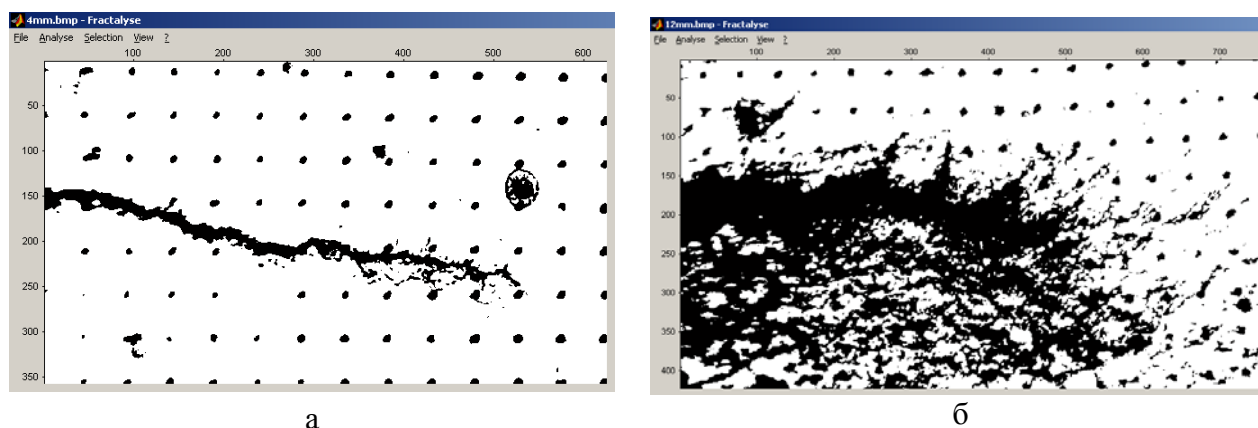 4mm.bmp - Fractalyse
File Analyse Selection View ?
100 200 300 400 500 600
50
100
150
200
250
300
350
а
12mm.bmp - Fractalyse
File Analyse Selection View ?
100 200 300 400 500 600 700
50
100
150
200
250
300
350
400
б